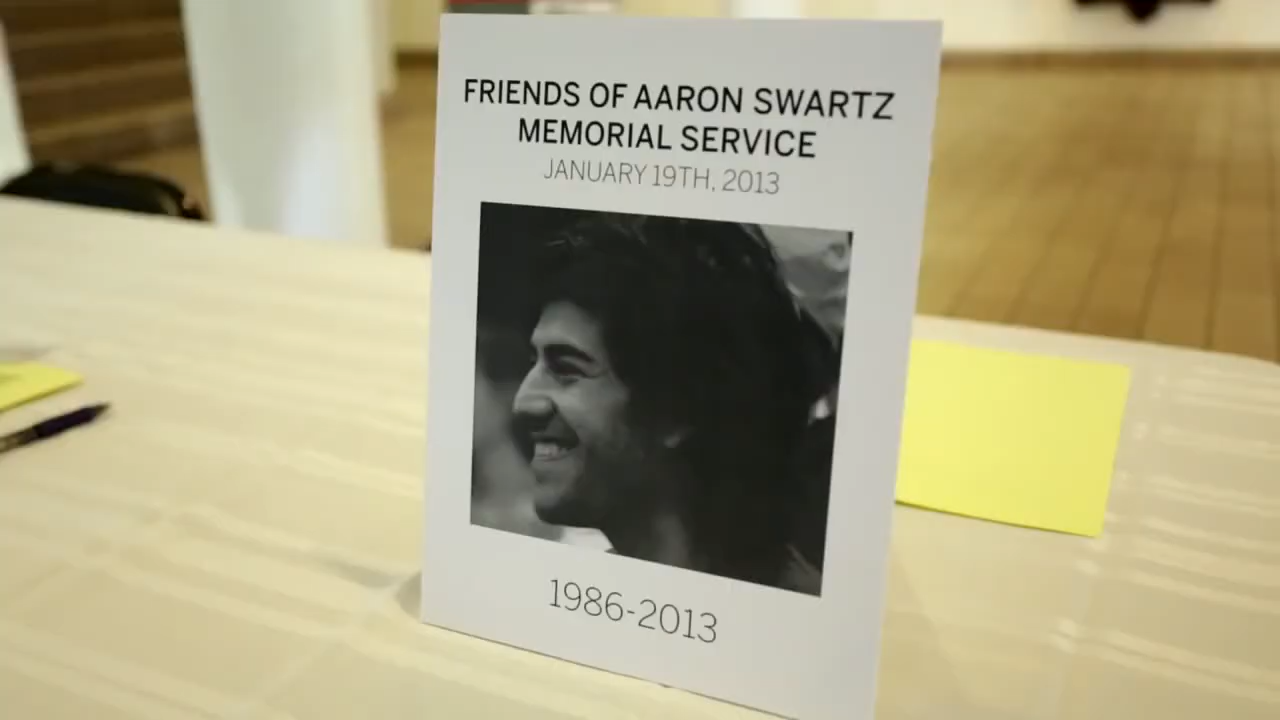 FRIENDS OF AARON SWARTZ
MEMORIAL SERVICE
JANUARY 19TH, 2013
1986-2013